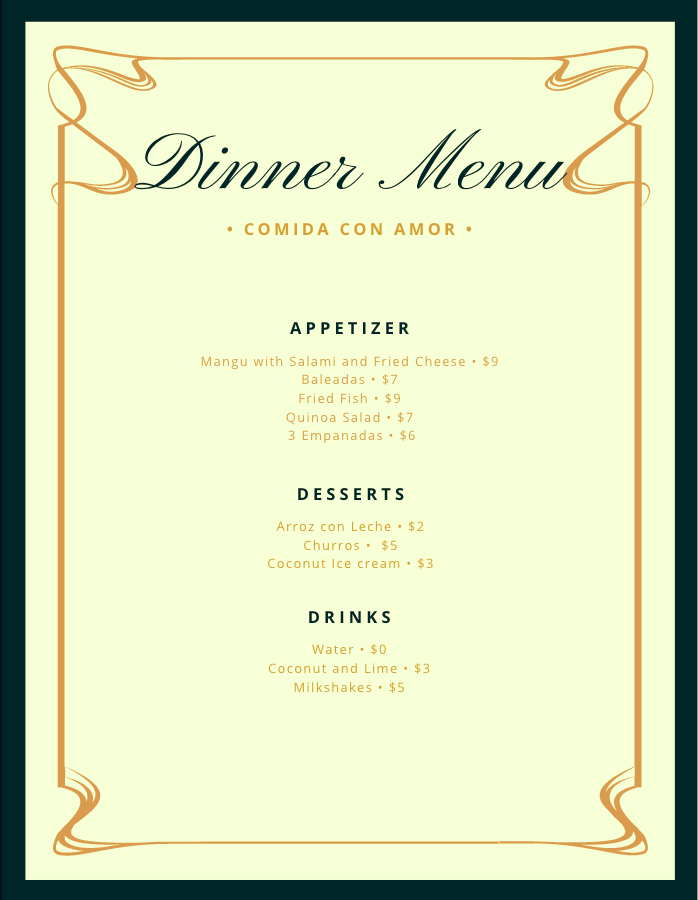 Dinner Menu
• COMIDA CON AMOR •
APPETIZER
Mangu with Salami and Fried Cheese • $9
Baleadas • $7
Fried Fish • $9
Quinoa Salad • $7
3 Empanadas • $6
DESSERTS
Arroz con Leche • $2
Churros •  $5
Coconut Ice cream • $3
DRINKS
Water • $0
Coconut and Lime • $3
Milkshakes • $5